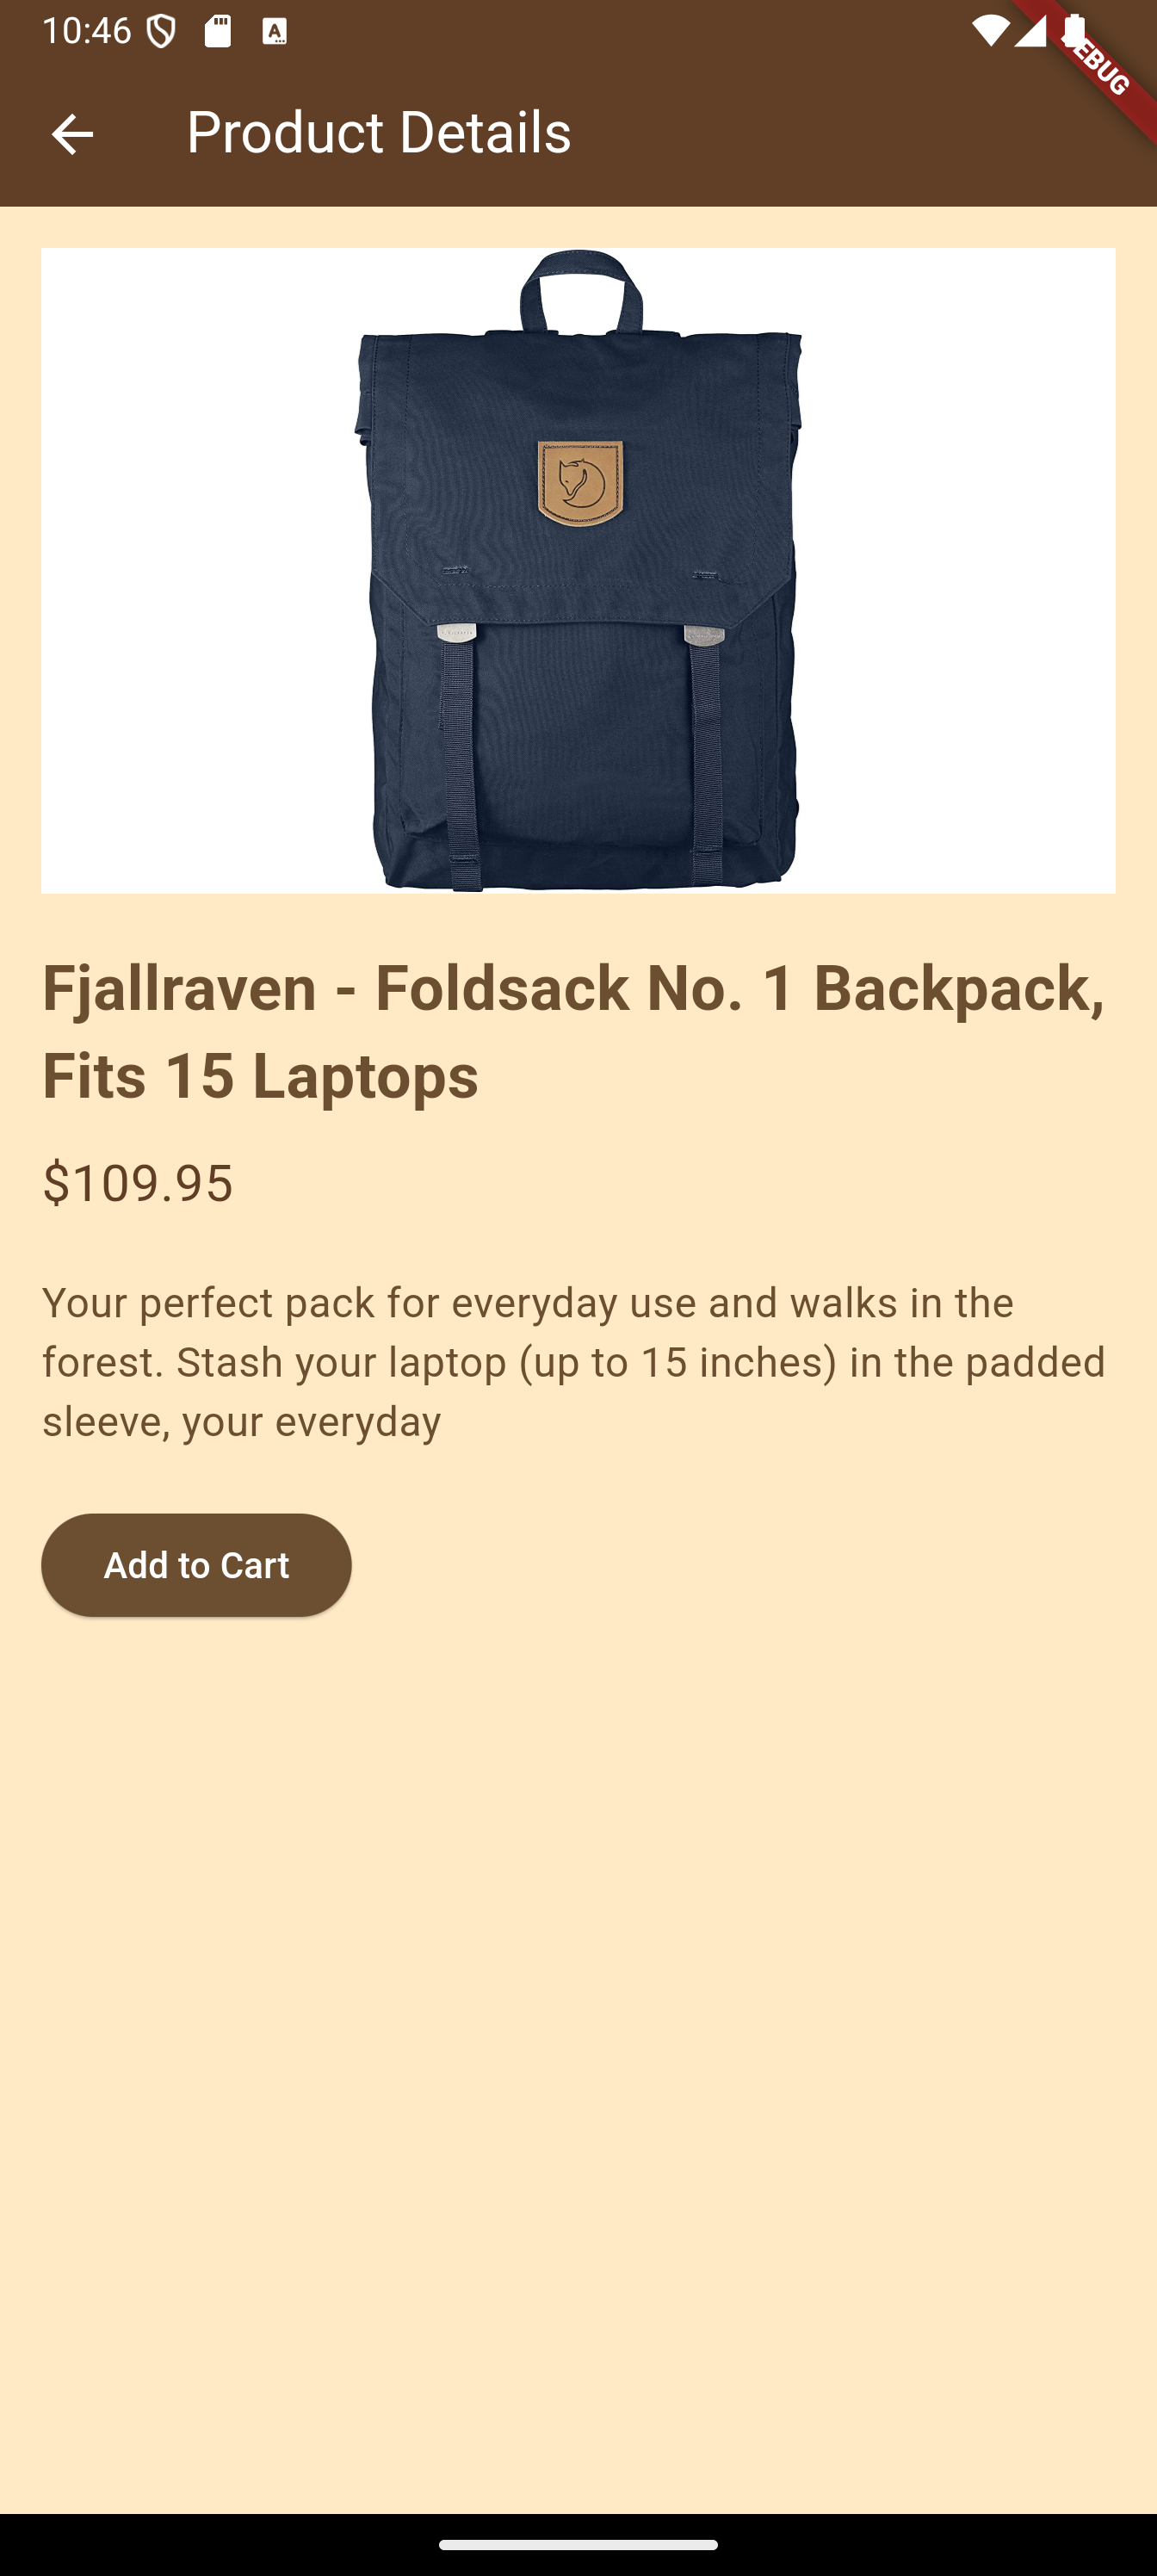 10:46
DEBUG
Product Details
Fjallraven - Foldsack No. 1 Backpack,
Fits 15 Laptops
$109.95
Your perfect pack for everyday use and walks in the
forest. Stash your laptop (up to 15 inches) in the padded
sleeve, your everyday
Add to Cart